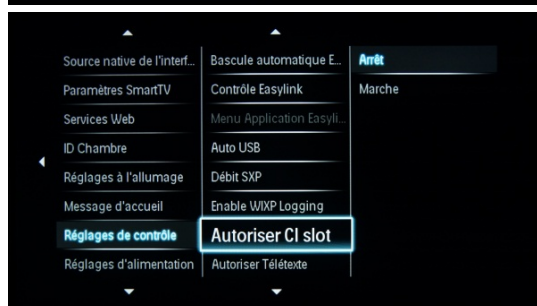 Source native de l'interf...
Paramètres SmartTV
Services Web
ID Chambre
Réglages à l'allumage
Message d'accueil
Réglages de contrôle
Réglages d'alimentation
Bascule automatique E...
Contrôle Easylink
Menu Application Easyli...
Auto USB
Débit SXP
Enable WIXP Logging
Autoriser CI slot
Autoriser Télétexte
Arrêt
Marche